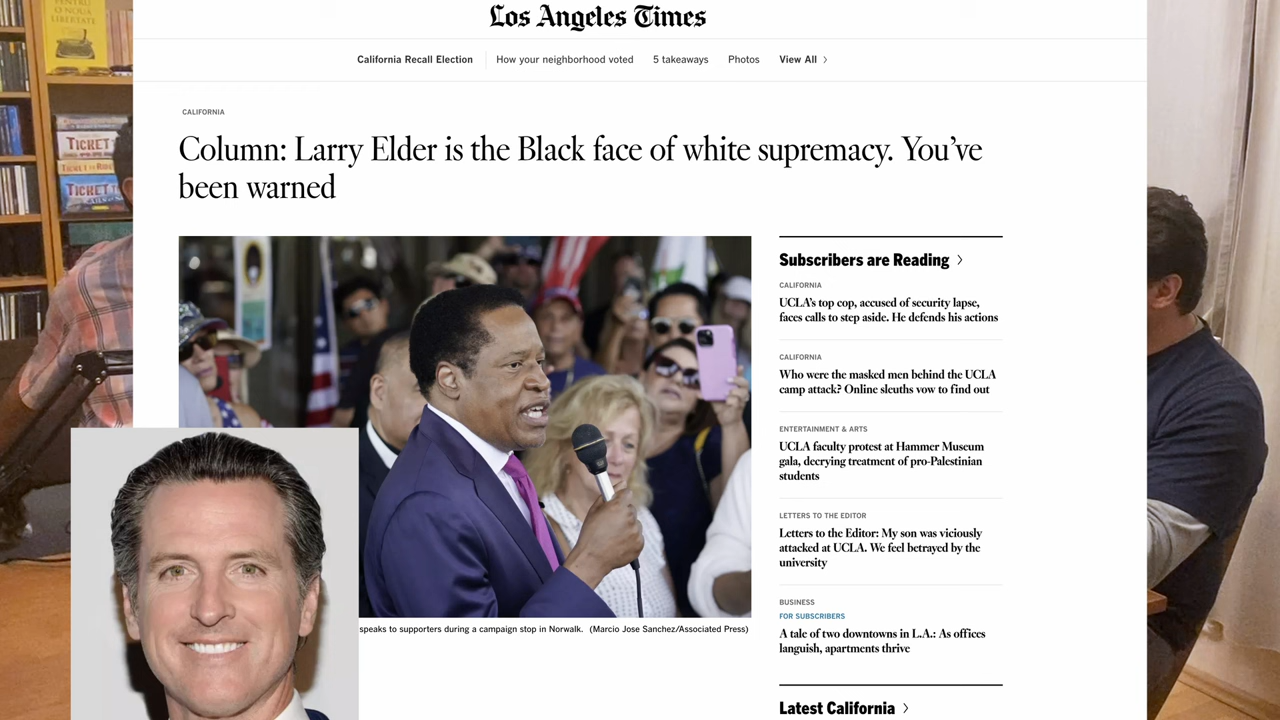 O NOUĂ
LIBERTATE
TICKET
TICKET TO RIDE
TICKET
Los Angeles Times
California Recall Election
How your neighborhood voted
5 takeaways
Photos
View All
CALIFORNIA
Column: Larry Elder is the Black face of white supremacy. You’ve
been warned
speaks to supporters during a campaign stop in Norwalk. (Marcio Jose Sanchez/Associated Press)
Subscribers are Reading
CALIFORNIA
UCLA’s top cop, accused of security lapse,
faces calls to step aside. He defends his actions
CALIFORNIA
Who were the masked men behind the UCLA
camp attack? Online sleuths vow to find out
ENTERTAINMENT & ARTS
UCLA faculty protest at Hammer Museum
gala, decrying treatment of pro-Palestinian
students
LETTERS TO THE EDITOR
Letters to the Editor: My son was viciously
attacked at UCLA. We feel betrayed by the
university
BUSINESS
FOR SUBSCRIBERS
A tale of two downtowns in L.A.: As offices
languish, apartments thrive
Latest California